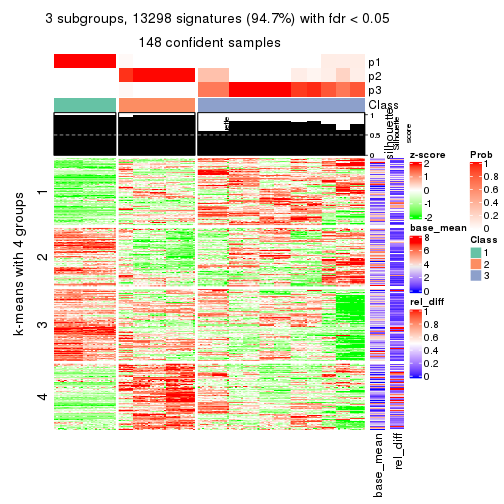 3 subgroups, 13298 signatures (94.7%) with fdr < 0.05
148 confident samples
p1
p2
p3
Class
silhouette
score
1
0.5
0
k-means with 4 groups
1
2
3
4
base_mean
rel_diff
z-score
2
1
0
-1
-2
base_mean
8
6
4
2
0
rel_diff
1
0.8
0.6
0.4
0.2
0
Prob
1
0.8
0.6
0.4
0.2
0
Class
1
2
3